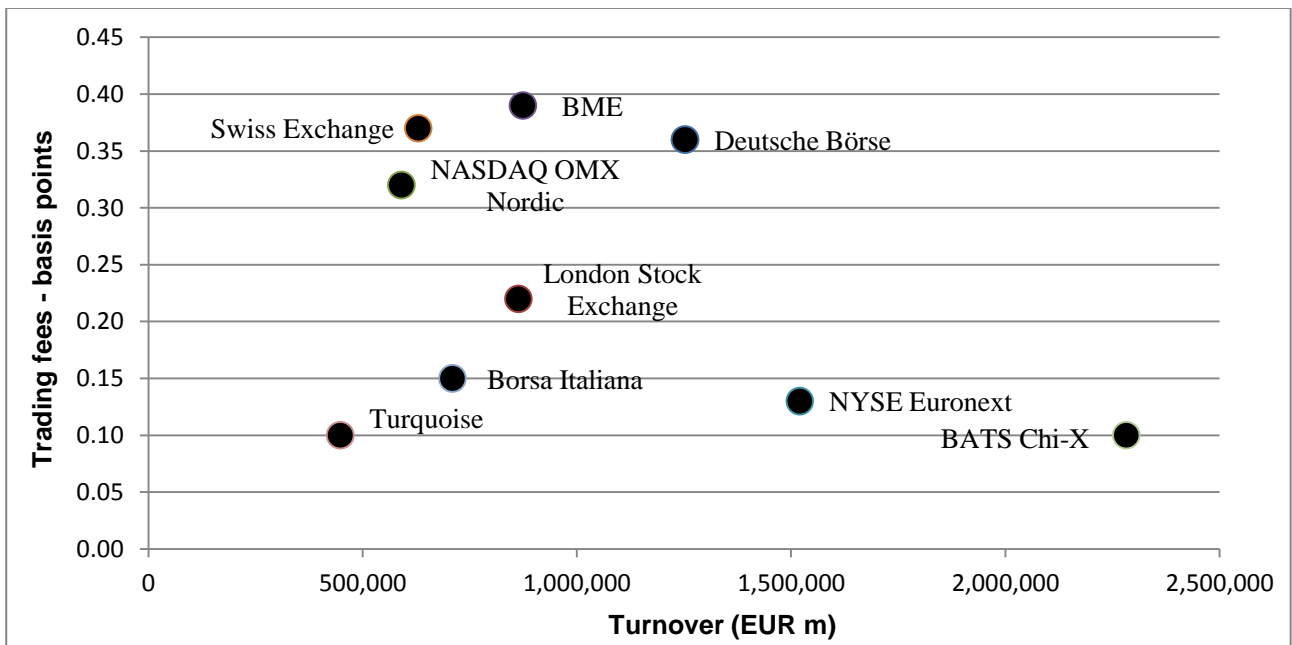 Trading fees - basis points
0.45
0.40
0.35
0.30
0.25
0.20
0.15
0.10
0.05
0.00
BME
Swiss Exchange
Deutsche Börse
NASDAQ OMX
Nordic
London Stock
Exchange
Borsa Italiana
NYSE Euronext
Turquoise
BATS Chi-X
0 500,000 1,000,000 1,500,000 2,000,000 2,500,000
Turnover (EUR m)